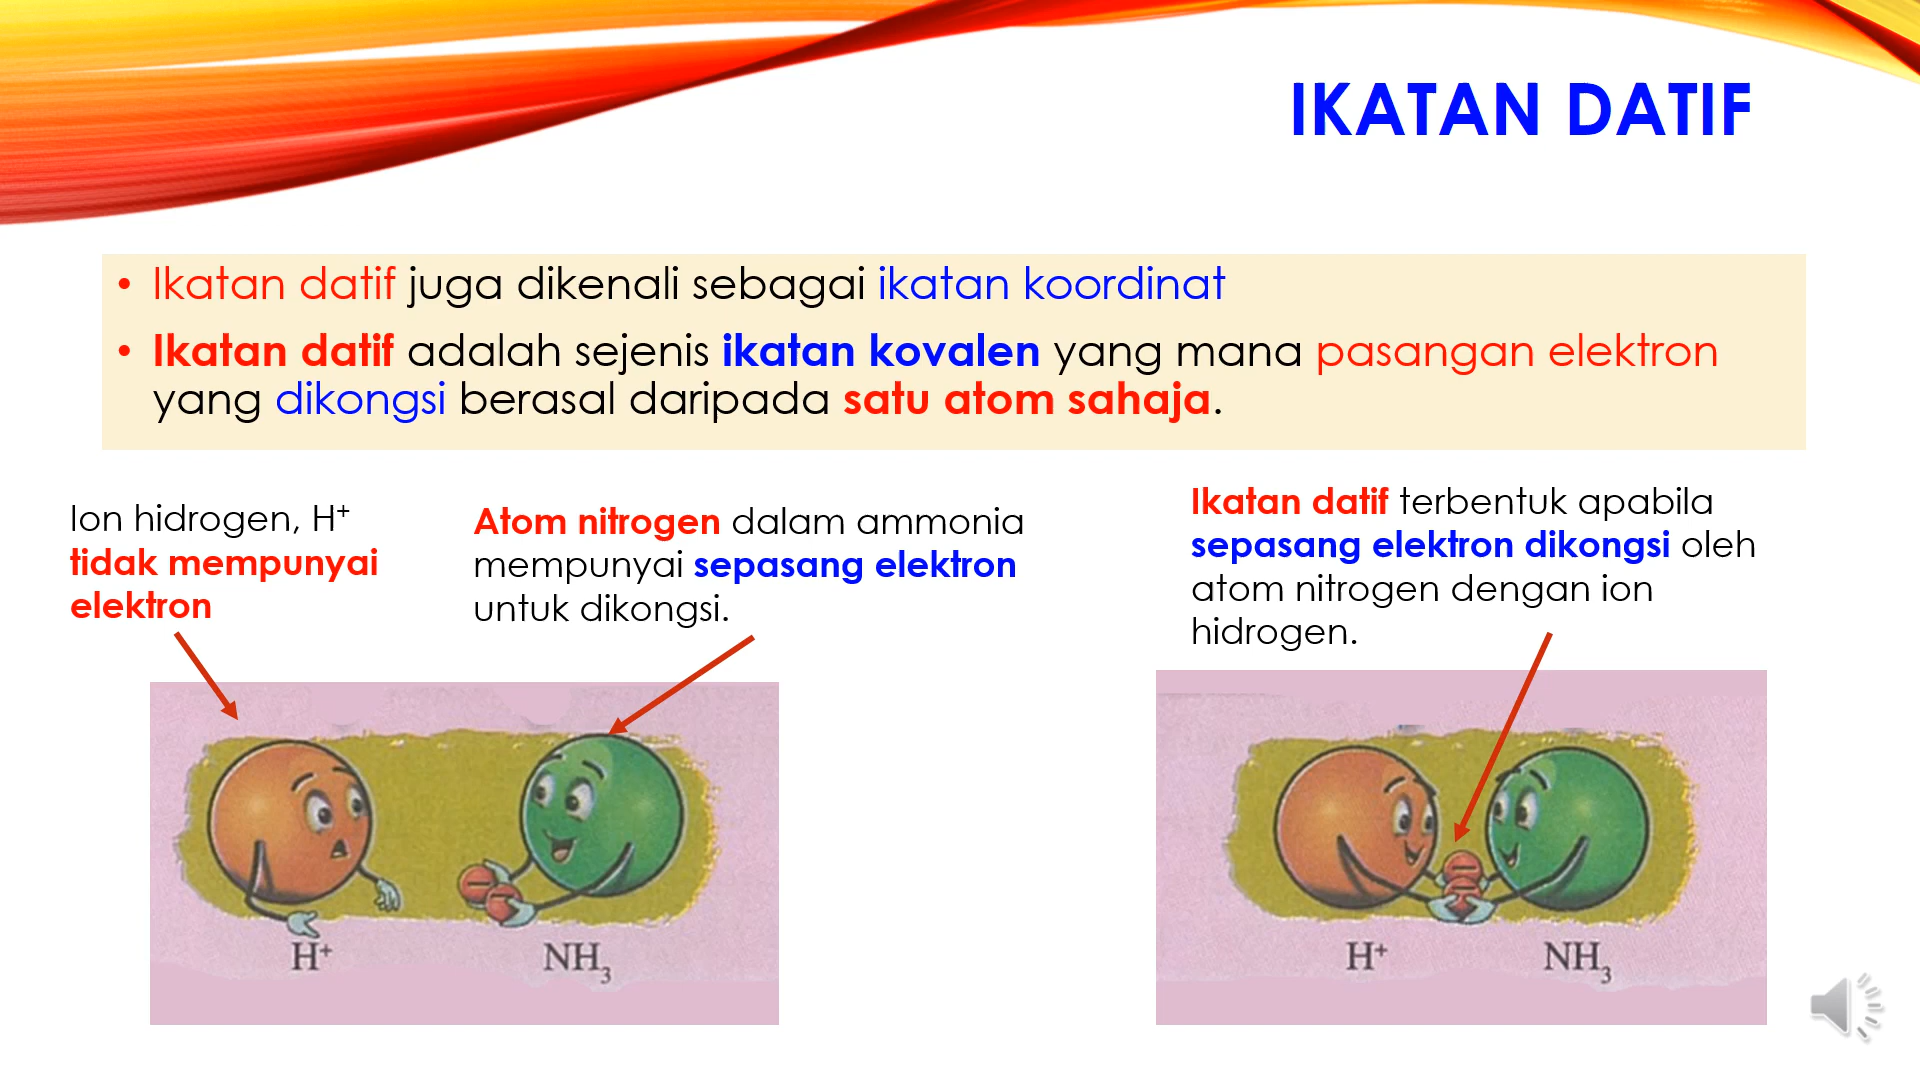 IKATAN DATIF
• Ikatan datif juga dikenali sebagai ikatan koordinat
• Ikatan datif adalah sejenis ikatan kovalen yang mana pasangan elektron
yang dikongsi berasal daripada satu atom sahaja.
Ion hidrogen, H⁺
tidak mempunyai
elektron
Atom nitrogen dalam ammonia
mempunyai sepasang elektron
untuk dikongsi.
Ikatan datif terbentuk apabila
sepasang elektron dikongsi oleh
atom nitrogen dengan ion
hidrogen.
H⁺ NH₃
H⁺ NH₃